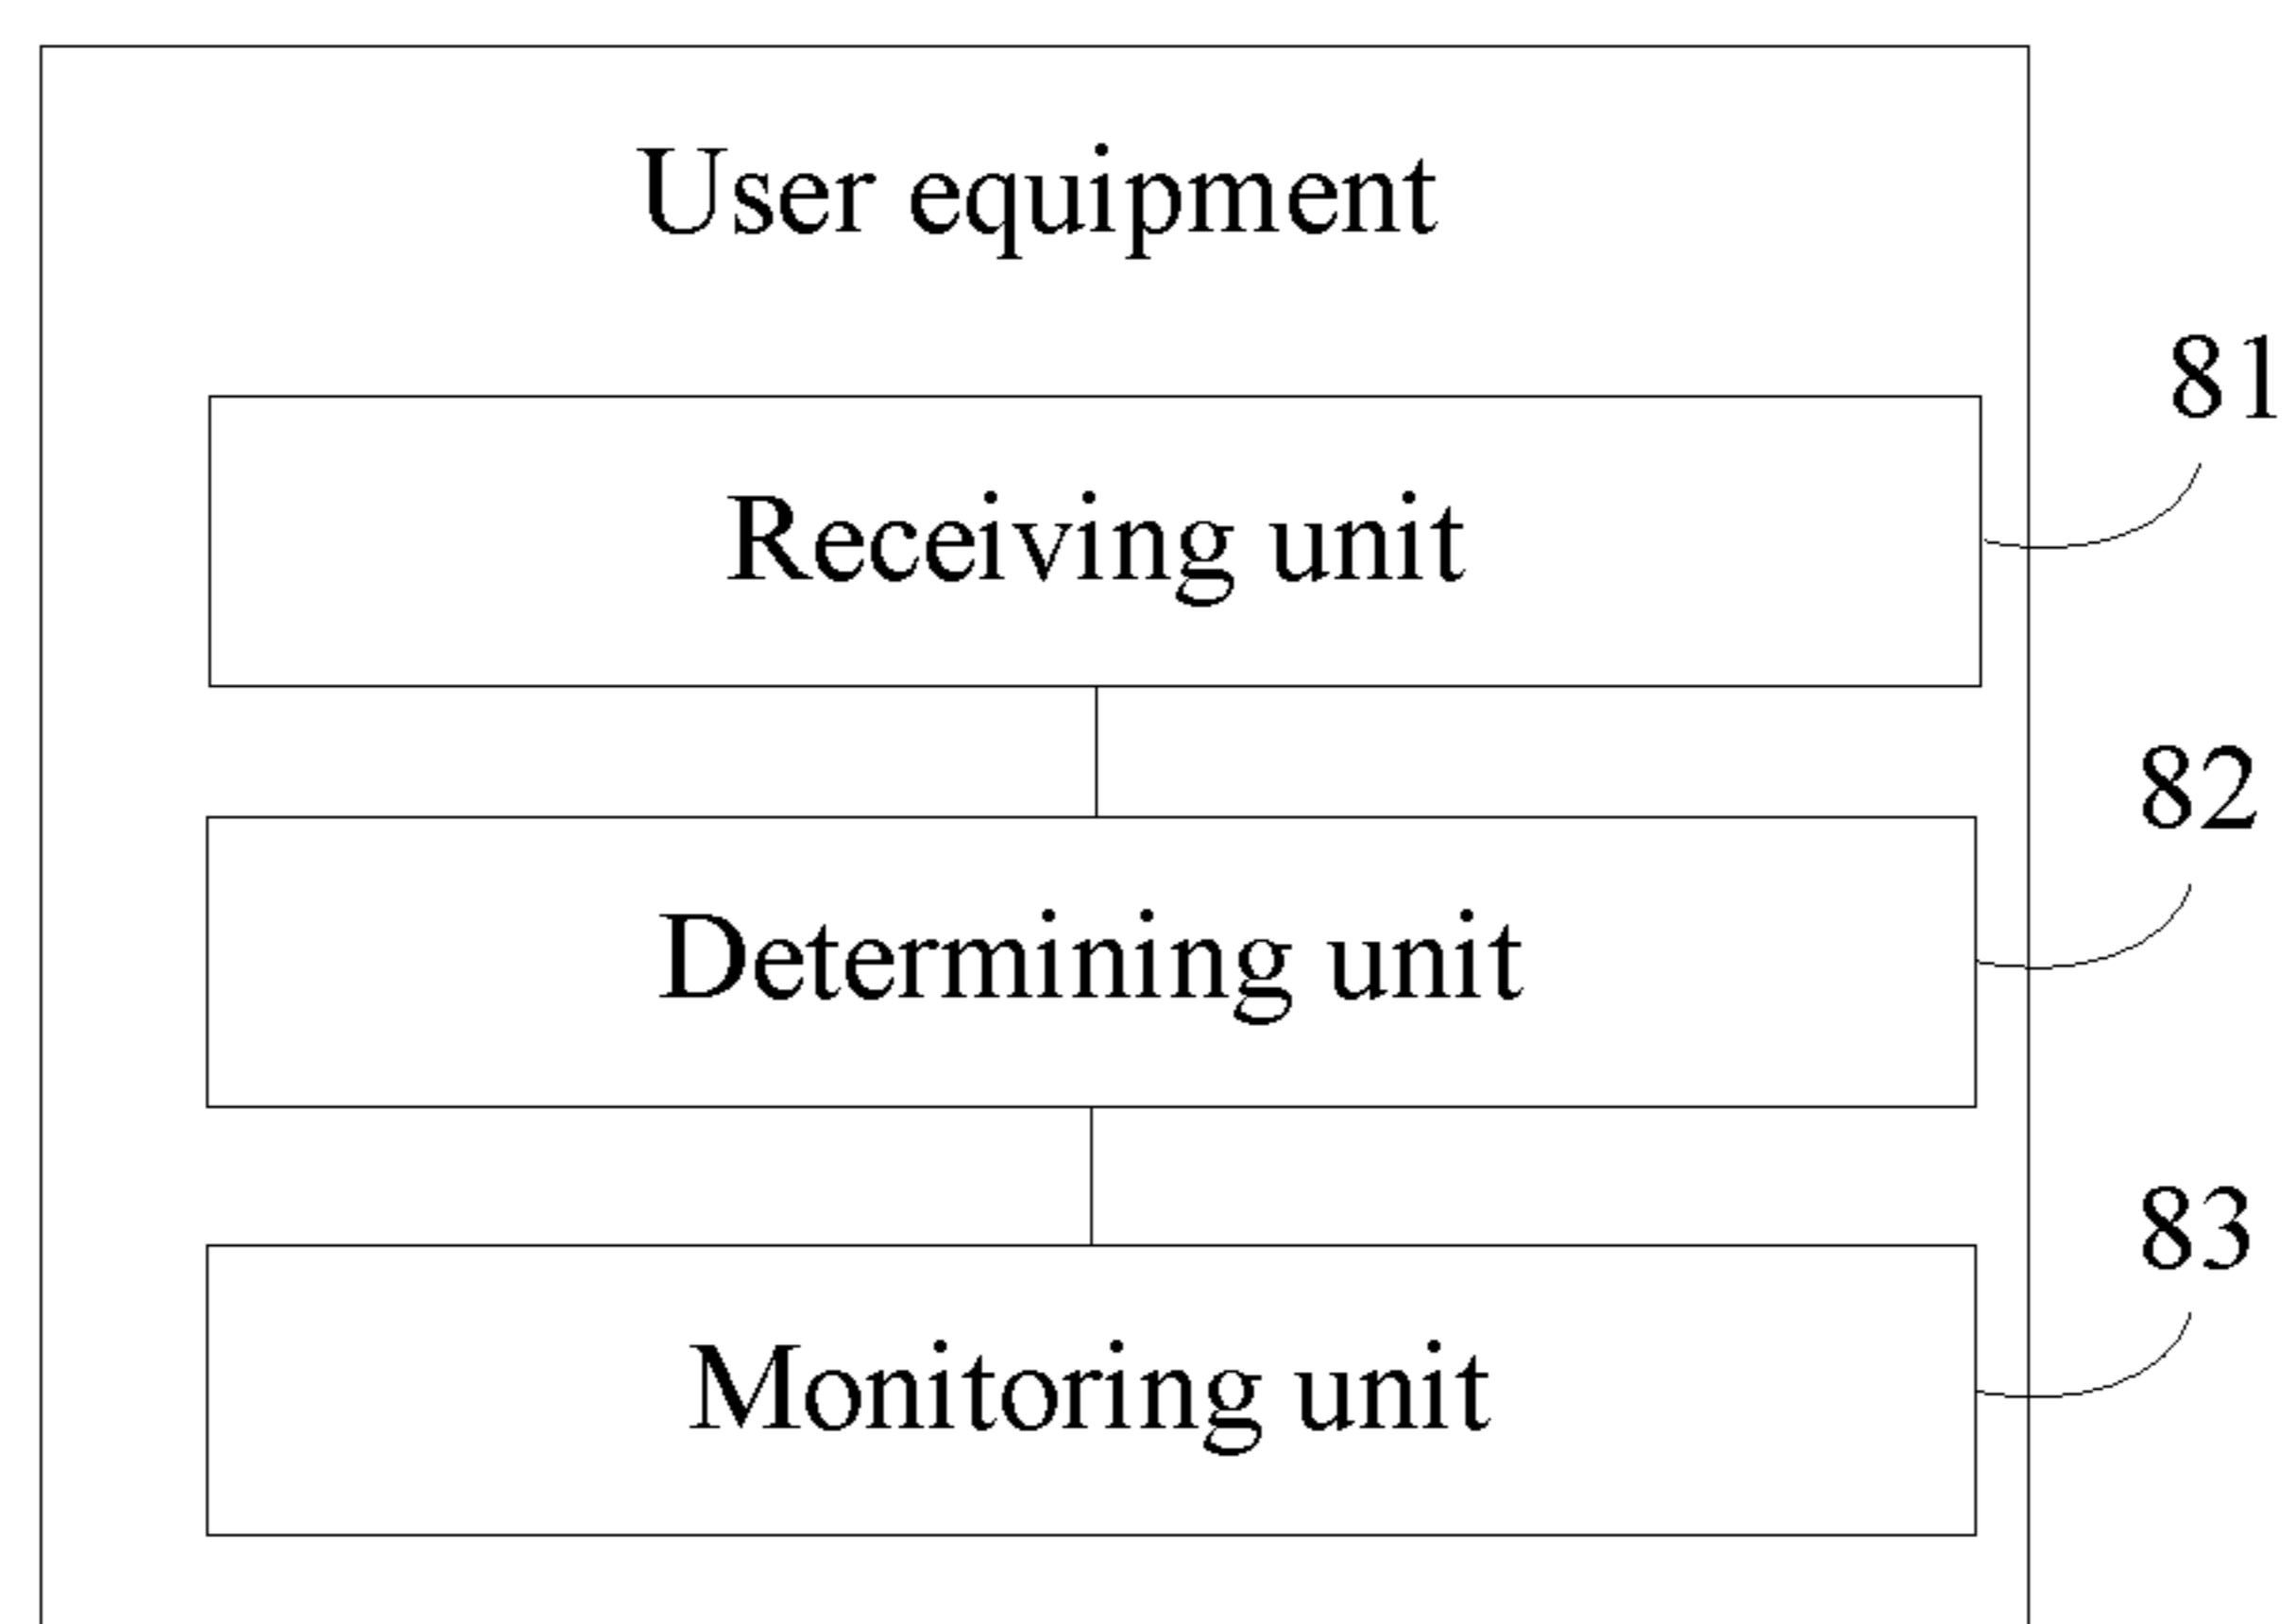 User equipment
81
Receiving unit
82
Determining unit
83
Monitoring unit